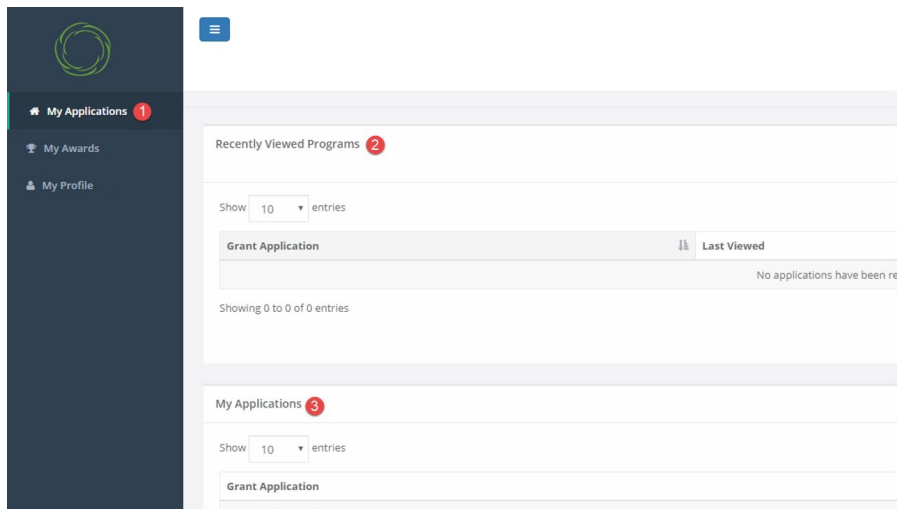 My Applications 1
My Awards
My Profile
Recently Viewed Programs 2
Show 10 entries
Grant Application Last Viewed
No applications have been re
Showing 0 to 0 of 0 entries
My Applications 3
Show 10 entries
Grant Application